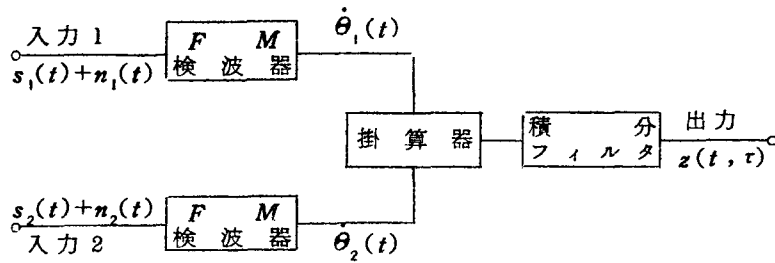 入力1
s₁(t)+n₁(t)
F M
検波器
Θ̇₁(t)
掛算器
積分
フィルタ
出力
z(t,τ)
s₂(t)+n₂(t)
入力2
F M
検波器
Θ̇₂(t)